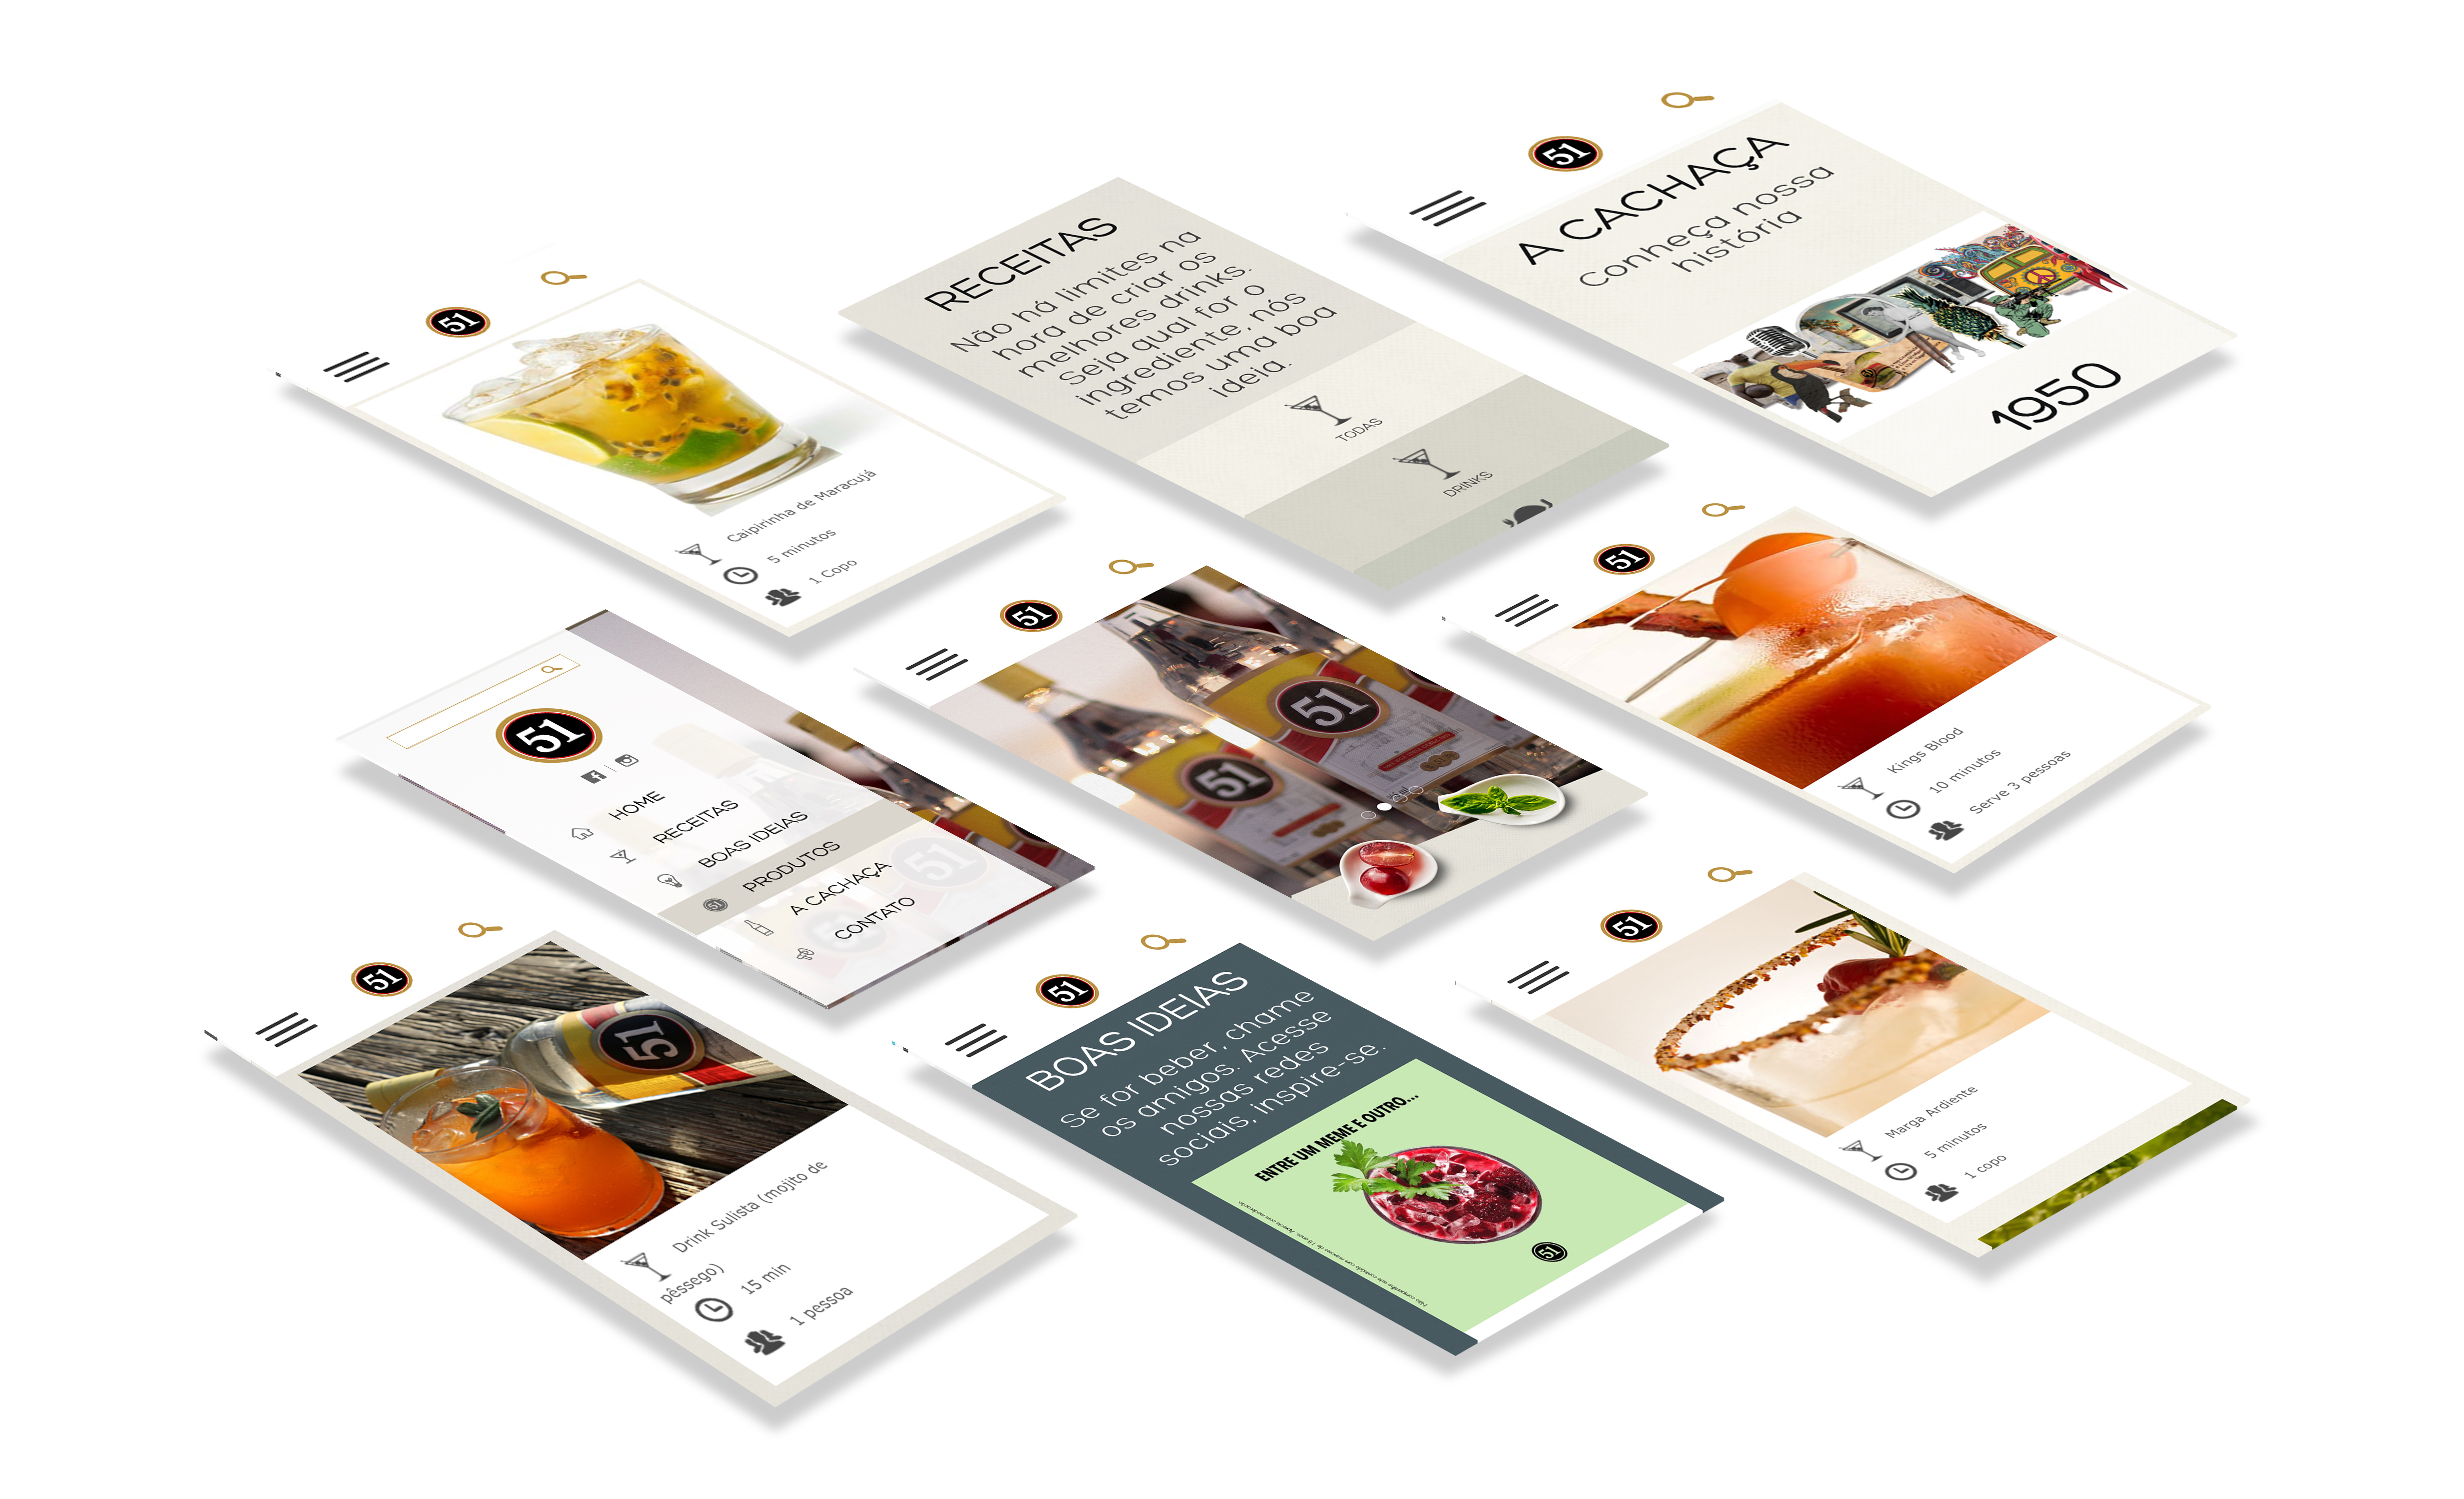 51
Caipirinha de Maracujá
5 minutos
1 Copo
RECEITAS
Não há limites na
hora de criar os
melhores drinks.
Seja qual for o
ingrediente, nós
temos uma boa
ideia.
TODAS
DRINKS
51
A CACHAÇA
Conheça nossa
história
1950
51
HOME
RECEITAS
BOAS IDEIAS
51
PRODUTOS
A CACHAÇA
CONTATO
51
51
51
51
51
51
Kings Blood
10 minutos
Serve 3 pessoas
51
51
Drink Sulista (mojito de
pêssego)
15 min
1 pessoa
51
BOAS IDEIAS
Se for beber, chame
os amigos. Acesse
nossas redes
sociais, inspire-se.
ENTRE UM MEME E OUTRO...
51
51
Marga Ardiente
5 minutos
1 copo